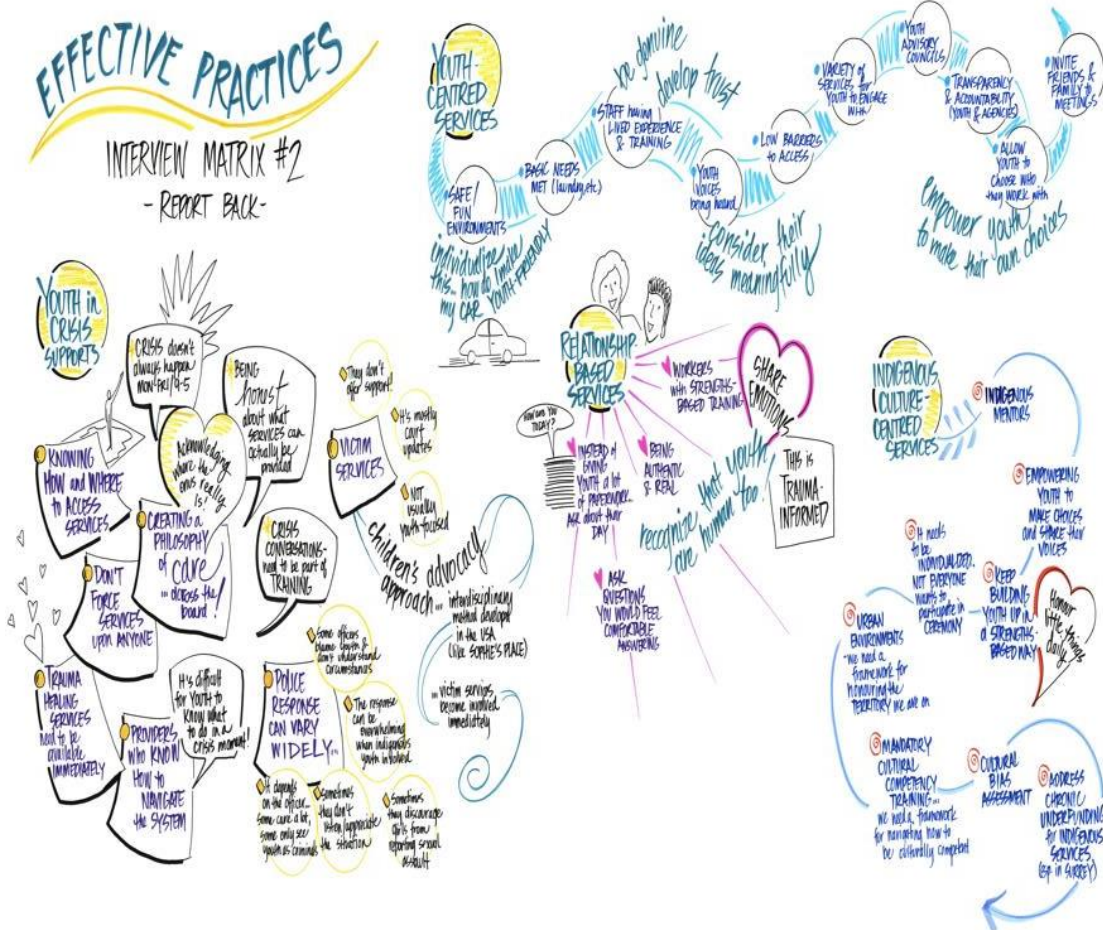 EFFECTIVE PRACTICES
INTERVIEW MATRIX #2
- REPORT BACK -
YOUTH-
CENTRED
SERVICES
SAFE/
FUN
ENVIRONMENTS
individualize
this... how do I make
my CAR YOUTH-FRIENDLY
BASIC NEEDS
MET (laundry, etc.)
STAFF having
LIVED EXPERIENCE
& TRAINING
be genuine
develop trust
YOUTH
VOICES
being heard
consider their
ideas meaningfully
LOW BARRIERS
to ACCESS
VARIETY of
SERVICES for
YOUTH to ENGAGE
with
YOUTH
ADVISORY
COUNCILS
TRANSPARENCY
& ACCOUNTABILITY
(YOUTH & AGENCIES)
ALLOW
YOUTH to
CHOOSE WHO
they WORK with
empower youth
to make their own choices
INVITE
FRIENDS &
FAMILY to
MEETINGS
YOUTH in
CRISIS
SUPPORTS
CRISIS doesn't
always happen
MON-FRI/9-5
BEING
honest
about what
SERVICES can
actually be
provided
Acknowledging
where the
onus really
is!
KNOWING
HOW and WHERE
to ACCESS
SERVICES
CREATING a
PHILOSOPHY
of care
... across the
board!
DON'T
FORCE
SERVICES
upon ANYONE
CRISIS
CONVERSATIONS-
need to be part of
TRAINING
TRAUMA
HEALING
SERVICES
need to be
available
IMMEDIATELY
PROVIDERS
who KNOW
HOW to
NAVIGATE
the SYSTEM
It's difficult
for YOUTH to
know what
to do in a
crisis moment!
VICTIM
SERVICES
They don't
offer support!
It's mostly
court
updates
NOT
usually
youth-focused
children's advocacy
approach... interdisciplinary
method developed
in the USA
(like SOPHIE'S PLACE)
... victim services
become involved
immediately
POLICE
RESPONSE
CAN VARY
WIDELY...
Some officers
blame youth &
don't understand
circumstances
The response
can be
overwhelming
when indigenous
youth involved
It depends
on the officer...
some care a lot,
some only see
youth as criminals
Sometimes
they don't
listen/appreciate
the situation
Sometimes
they discourage
girls from
reporting sexual
assault
RELATIONSHIP-
BASED
SERVICES
WORKERS
with STRENGTHS-
BASED TRAINING
SHARE
EMOTIONS
HOW ARE YOU
TODAY?
INSTEAD of
GIVING
YOUTH a lot
of PAPERWORK...
ASK about their
DAY
BEING
AUTHENTIC
& REAL
recognize that youth
are human too!
THIS is
TRAUMA-
INFORMED
ASK
QUESTIONS
YOU WOULD FEEL
COMFORTABLE
ANSWERING
INDIGENOUS
CULTURE-
CENTRED
SERVICES
INDIGENOUS
MENTORS
EMPOWERING
YOUTH to
MAKE CHOICES
and SHARE their
VOICES
It needs
to be
INDIVIDUALIZED.
NOT EVERYONE
wants to
participate in
CEREMONY
KEEP
BUILDING
YOUTH UP in
a STRENGTHS-
BASED WAY
Honour
little things
daily
URBAN
ENVIRONMENTS
-we need a
framework for
honouring the
TERRITORY we are on
MANDATORY
CULTURAL
COMPETENCY
TRAINING...
we need a framework
for navigating how to
be culturally competent
CULTURAL
BIAS
ASSESSMENT
ADDRESS
CHRONIC
UNDERFUNDING
for INDIGENOUS
SERVICES
(esp in SURREY)